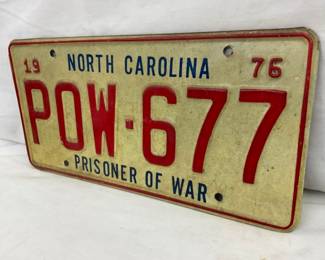 19 NORTH CAROLINA 76
POW-677
PRISONER OF WAR